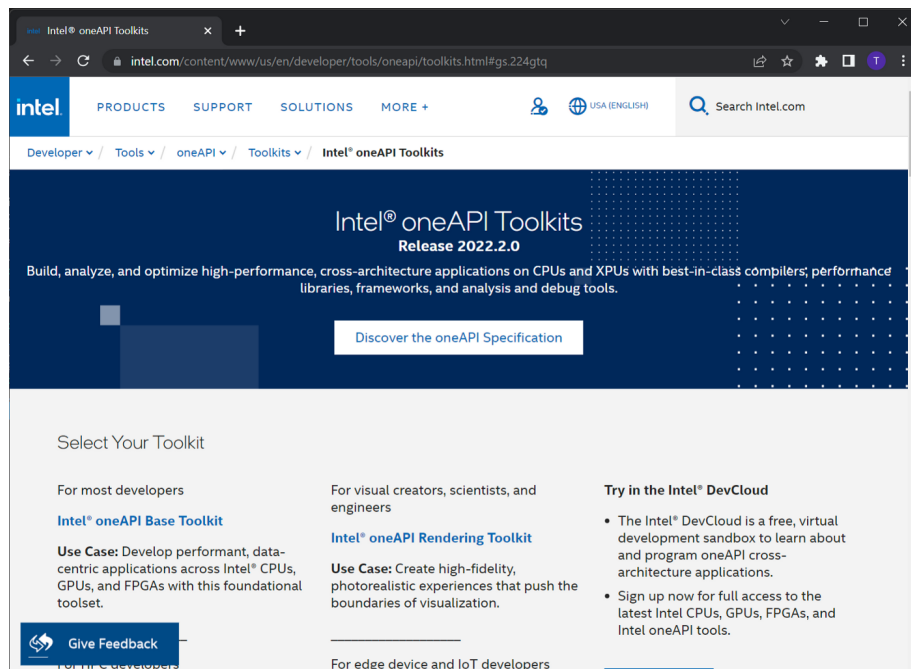 Intel® oneAPI Toolkits
intel.com/content/www/us/en/developer/tools/oneapi/toolkits.html#gs.224gtq
T
intel.
PRODUCTS SUPPORT SOLUTIONS MORE + USA (ENGLISH) Search Intel.com
Developer / Tools / oneAPI / Toolkits / Intel® oneAPI Toolkits
Intel® oneAPI Toolkits
Release 2022.2.0
Build, analyze, and optimize high-performance, cross-architecture applications on CPUs and XPUs with best-in-class compilers, performance
libraries, frameworks, and analysis and debug tools.
Discover the oneAPI Specification
Select Your Toolkit
For most developers
Intel® oneAPI Base Toolkit
Use Case: Develop performant, data-
centric applications across Intel® CPUs,
GPUs, and FPGAs with this foundational
toolset.
For visual creators, scientists, and
engineers
Intel® oneAPI Rendering Toolkit
Use Case: Create high-fidelity,
photorealistic experiences that push the
boundaries of visualization.
Try in the Intel® DevCloud
• The Intel® DevCloud is a free, virtual
development sandbox to learn about
and program oneAPI cross-
architecture applications.
• Sign up now for full access to the
latest Intel CPUs, GPUs, FPGAs, and
Intel oneAPI tools.
Give Feedback
For HPC developers
For edge device and IoT developers